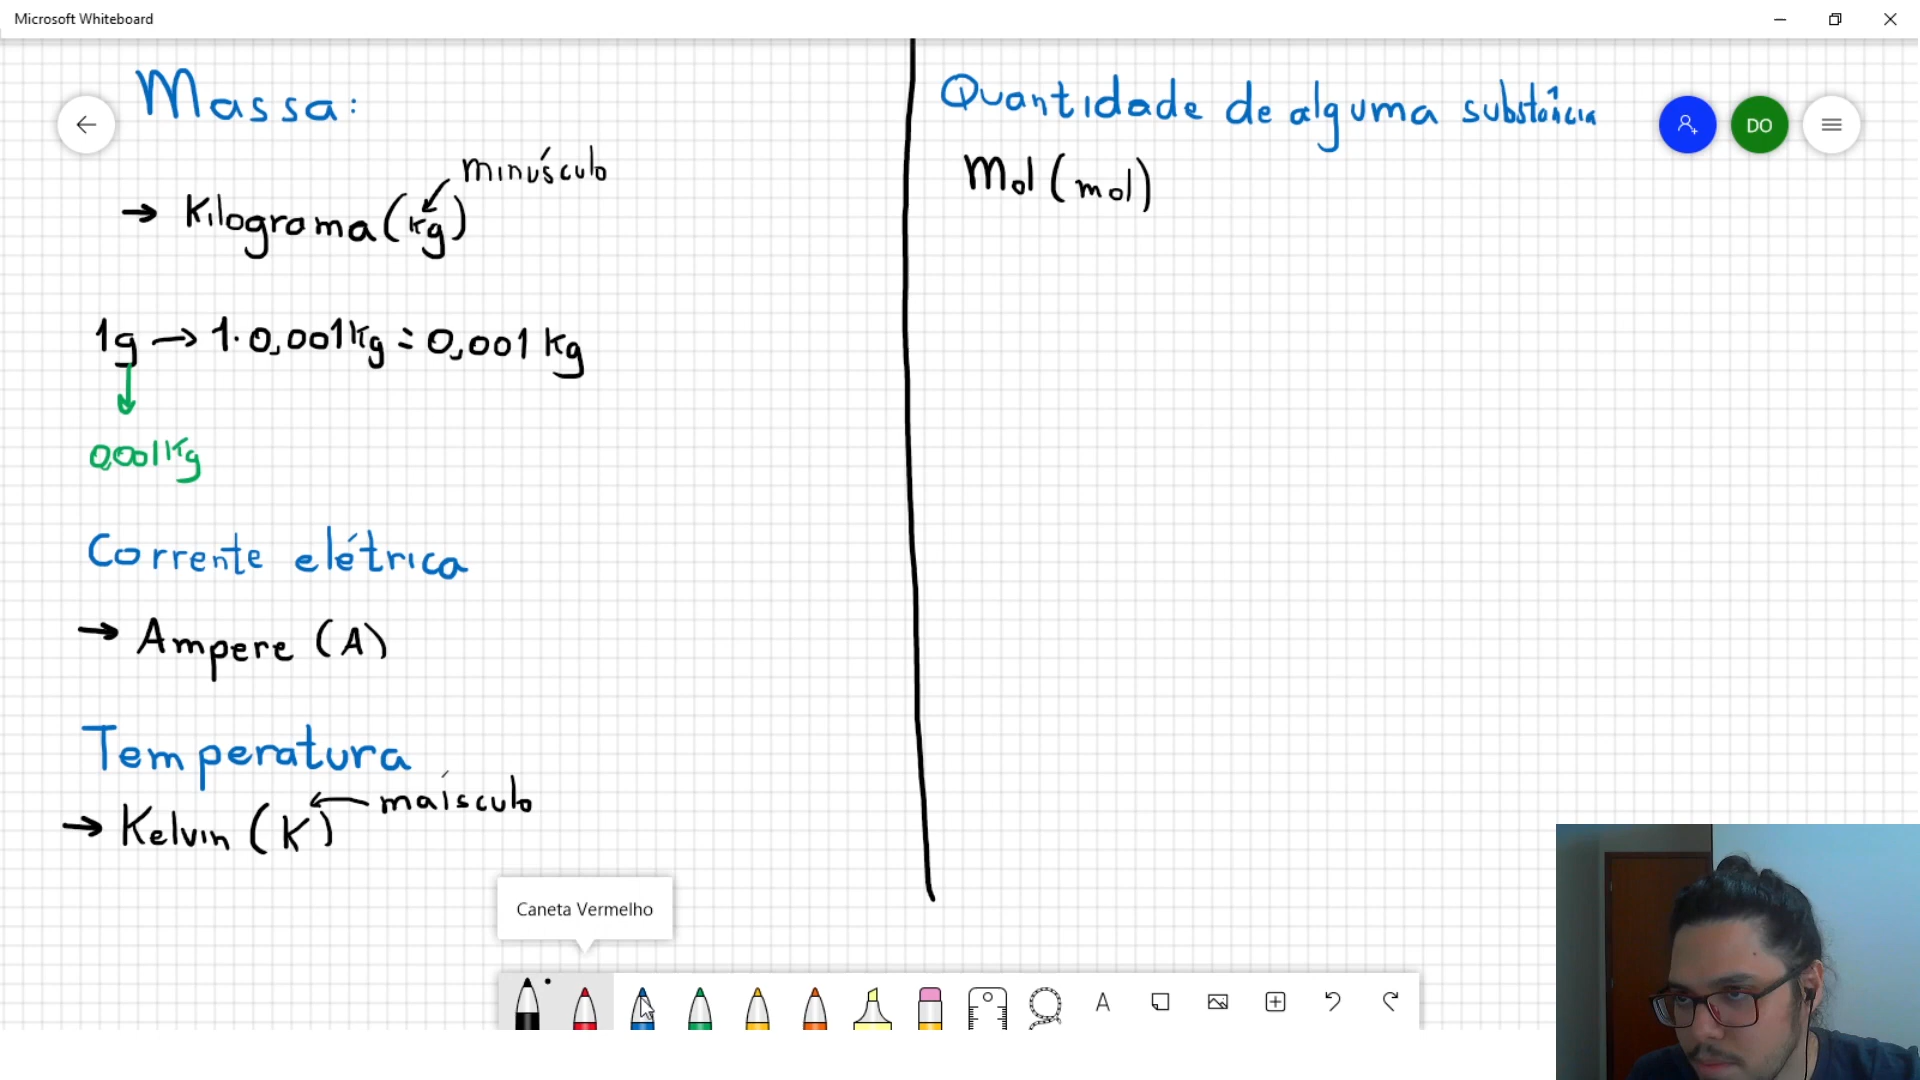 Microsoft Whiteboard
Massa:
minúsculo
→ Kilograma (kg)
1g → 1·0,001kg = 0,001 kg
0,001kg
Corrente elétrica
→ Ampere (A)
Temperatura
maísculo
→ Kelvin (K)
Quantidade de alguma substância
Mol (mol)
DO
Caneta Vermelho
A